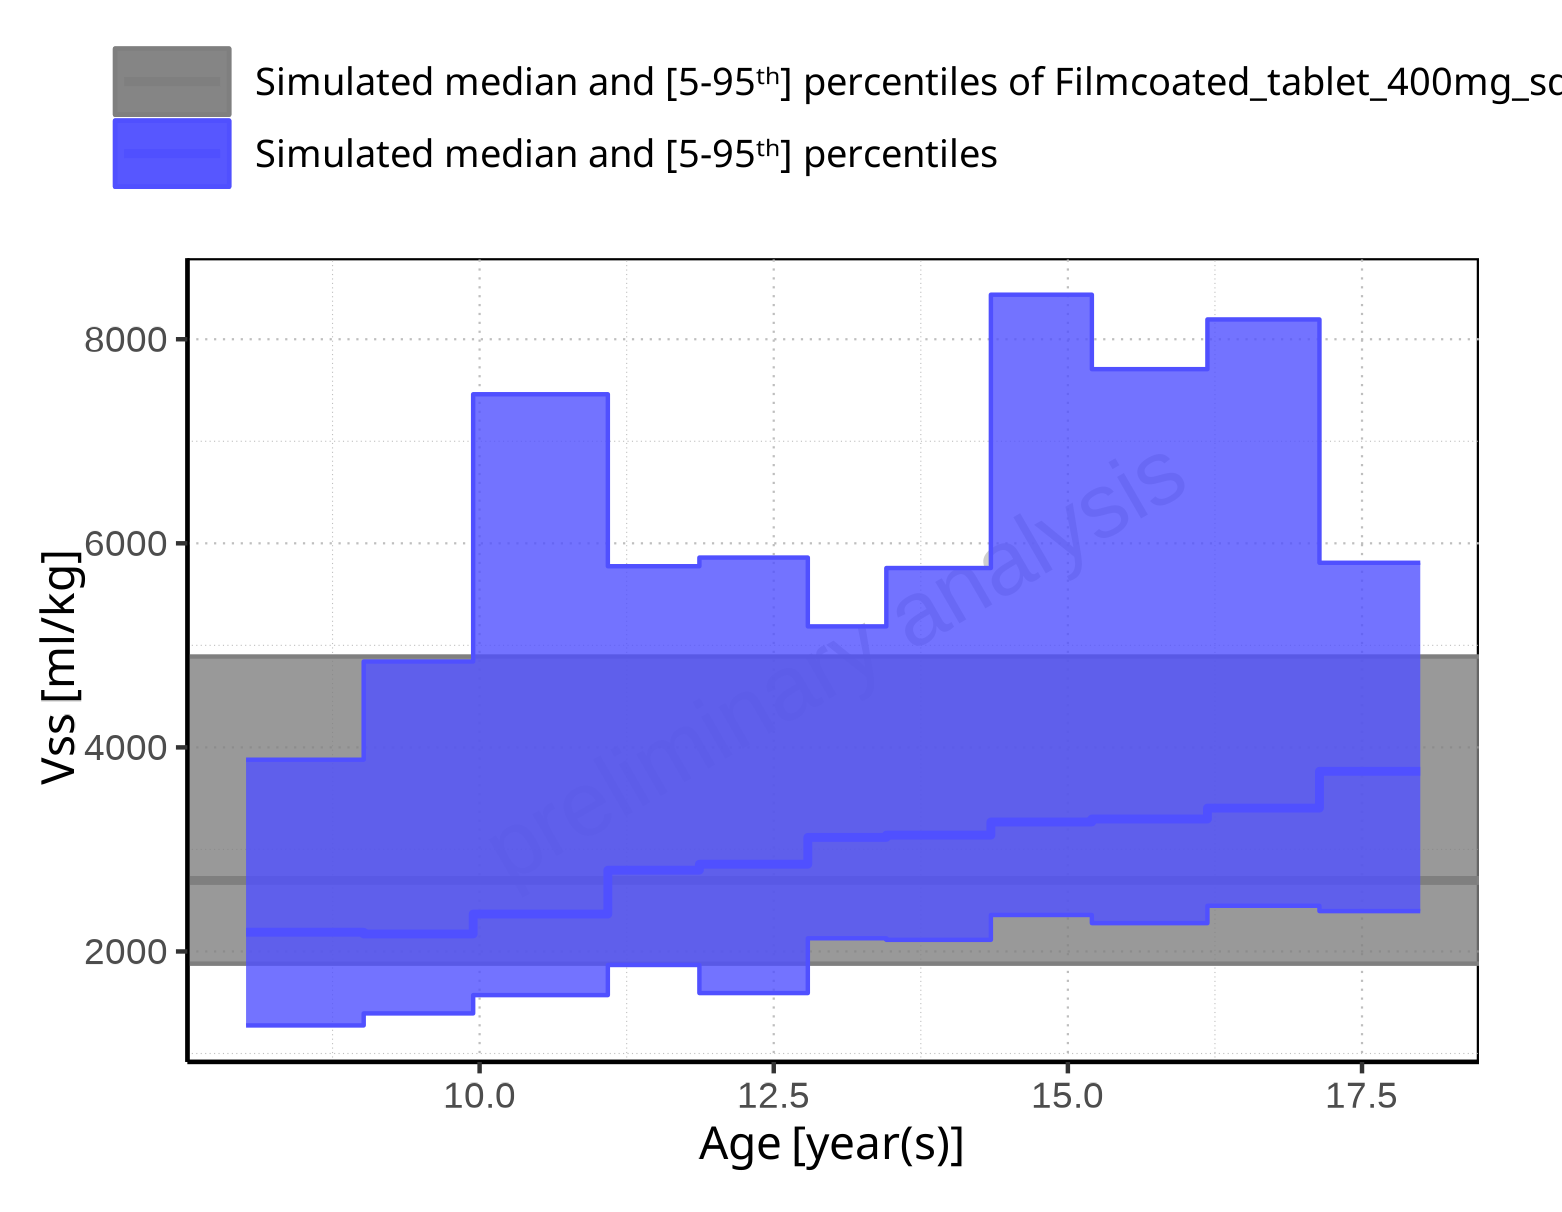 Simulated median and [5-95ᵗʰ] percentiles of Filmcoated_tablet_400mg_sd
Simulated median and [5-95ᵗʰ] percentiles
8000
6000
4000
2000
Vss [ml/kg]
preliminary analysis
10.0 12.5 15.0 17.5
Age [year(s)]